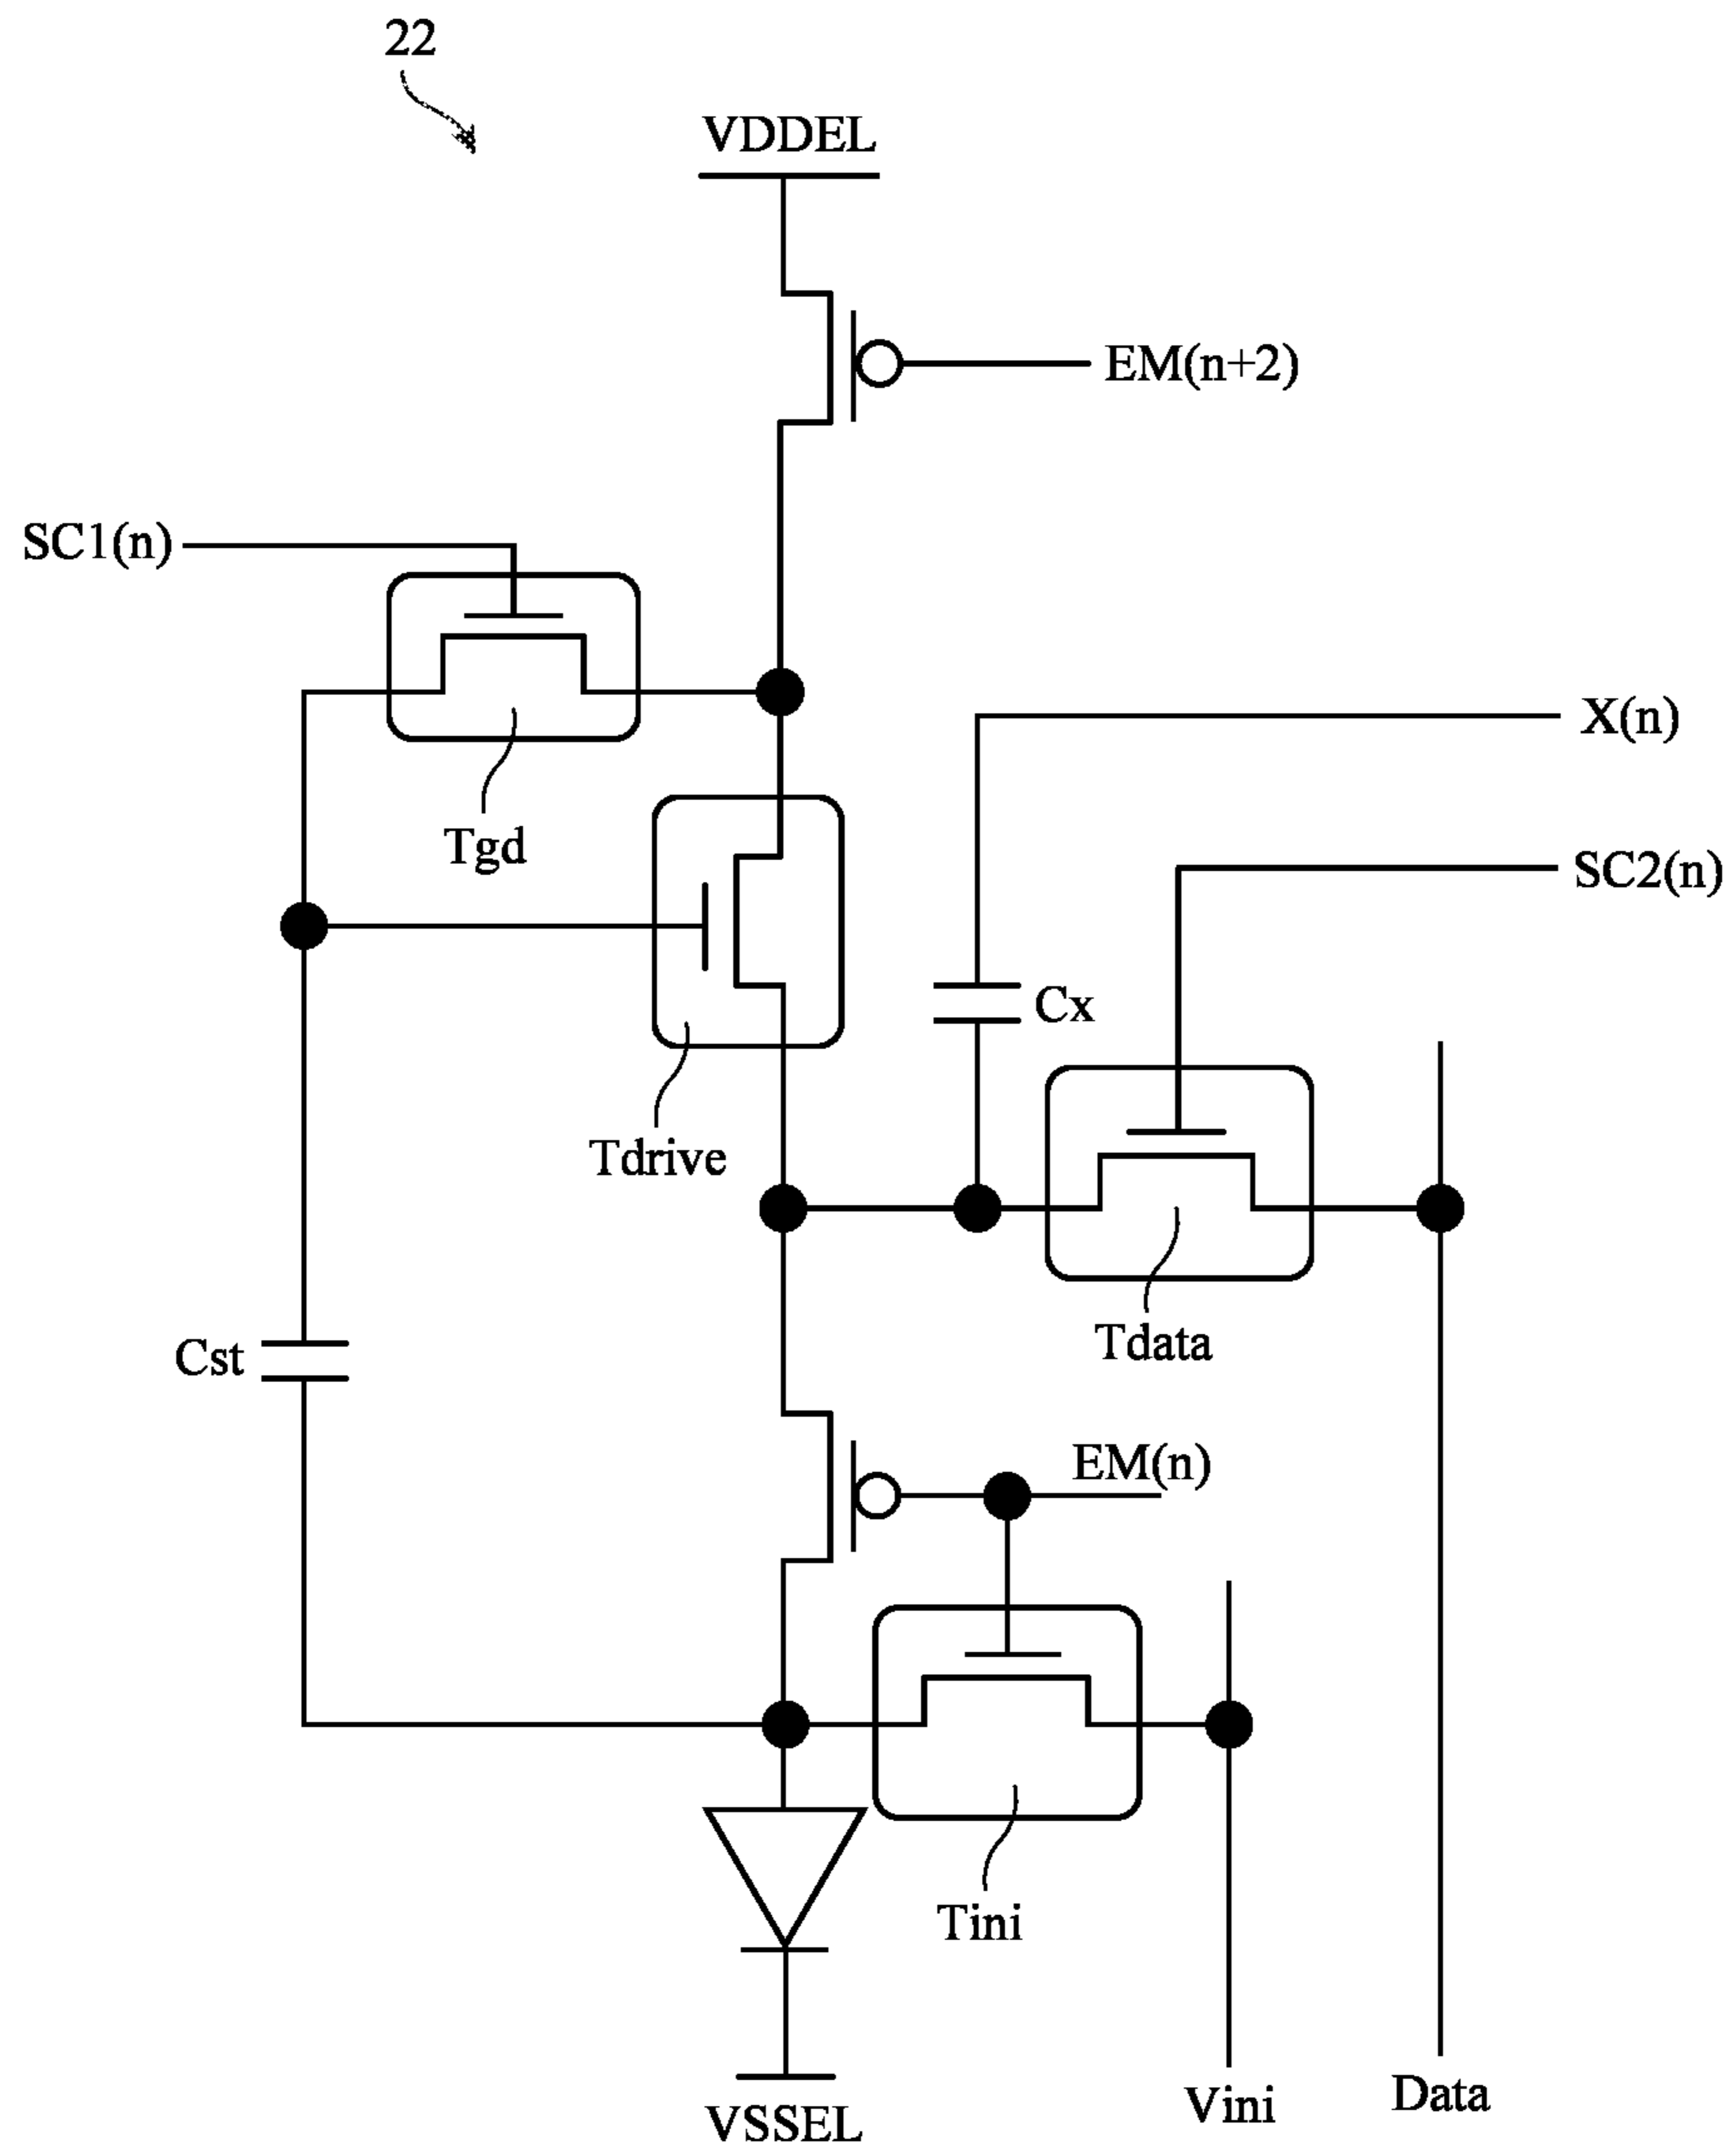 22
VDDEL
EM(n+2)
SC1(n)
X(n)
Tgd
SC2(n)
Cx
Tdrive
Tdata
Cst
EM(n)
Tini
Vini
Data
VSSEL